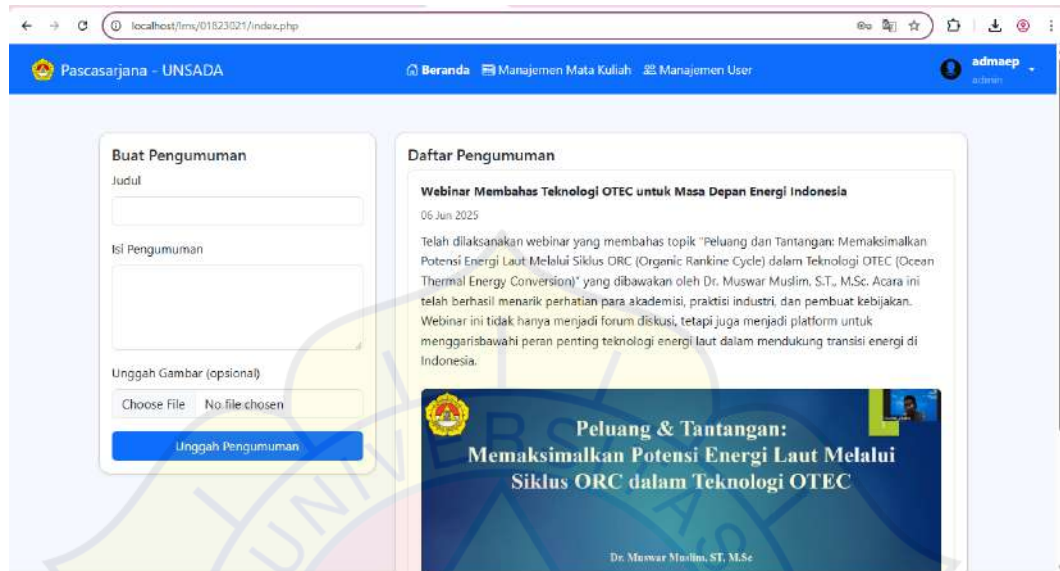 localhost/lms/01823021/index.php
Pascasarjana - UNSADA
Beranda Manajemen Mata Kuliah Manajemen User
admaep
admin
Buat Pengumuman
Judul
Isi Pengumuman
Unggah Gambar (opsional)
Choose File No file chosen
Unggah Pengumuman
Daftar Pengumuman
Webinar Membahas Teknologi OTEC untuk Masa Depan Energi Indonesia
06 Jun 2025
Telah dilaksanakan webinar yang membahas topik "Peluang dan Tantangan: Memaksimalkan
Potensi Energi Laut Melalui Siklus ORC (Organic Rankine Cycle) dalam Teknologi OTEC (Ocean
Thermal Energy Conversion)" yang dibawakan oleh Dr. Muswar Muslim, S.T., M.Sc. Acara ini
telah berhasil menarik perhatian para akademisi, praktisi industri, dan pembuat kebijakan.
Webinar ini tidak hanya menjadi forum diskusi, tetapi juga menjadi platform untuk
menggarisbawahi peran penting teknologi energi laut dalam mendukung transisi energi di
Indonesia.
Peluang & Tantangan:
Memaksimalkan Potensi Energi Laut Melalui
Siklus ORC dalam Teknologi OTEC
Dr. Muswar Muslim, ST, M.Sc
UNIVERSITAS